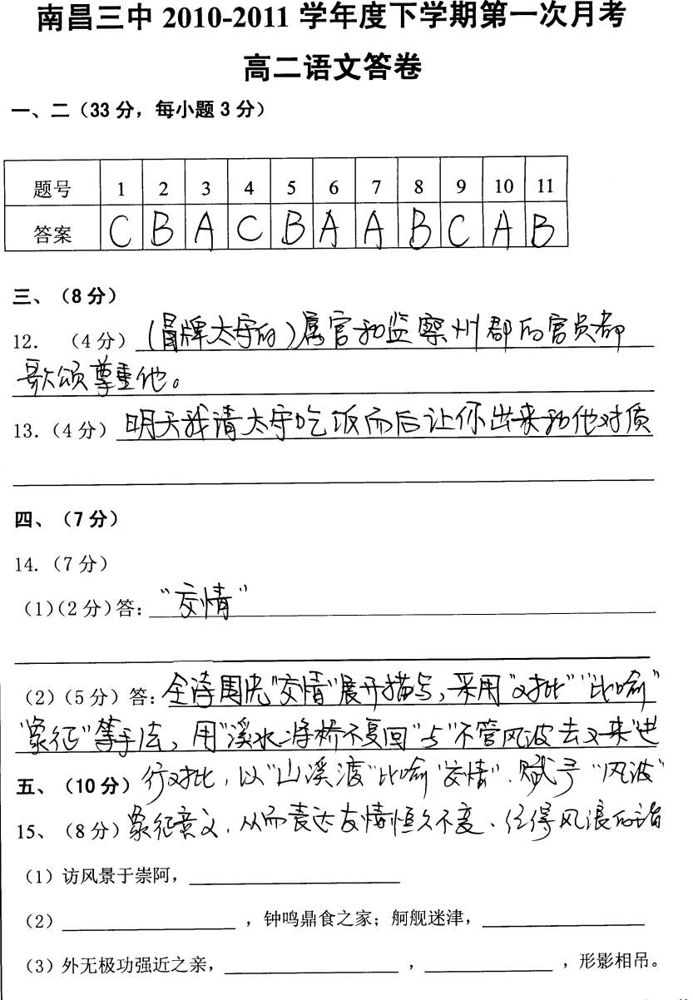 南昌三中 2010-2011 学年度下学期第一次月考
高二语文答卷
一、二（33 分，每小题 3 分）
题号 1 2 3 4 5 6 7 8 9 10 11
答案 C B A C B A A B C A B
三、（8 分）
12. （4 分）（冒牌太守的）属官和监察州郡的官员都
歌颂尊重他。
13.（4 分）明天我请太守吃饭而后让你出来和他对质
四、（7 分）
14.（7 分）
（1）（2 分）答："交情"
（2）（5 分）答：全诗围绕"交情"展开描写，采用"对比""比喻"
"象征"等手法，用"溪水浮桥不复回"与"不管风波去又来"进
五、（10 分）行对比，以"山溪渡"比喻"交情"．赋予"风波"
15、（8 分）象征意义，从而表达友情恒久不变．经得风浪的诣
（1）访风景于崇阿，
（2） ，钟鸣鼎食之家；舸舰迷津，
（3）外无极功强近之亲， ， ，形影相吊。